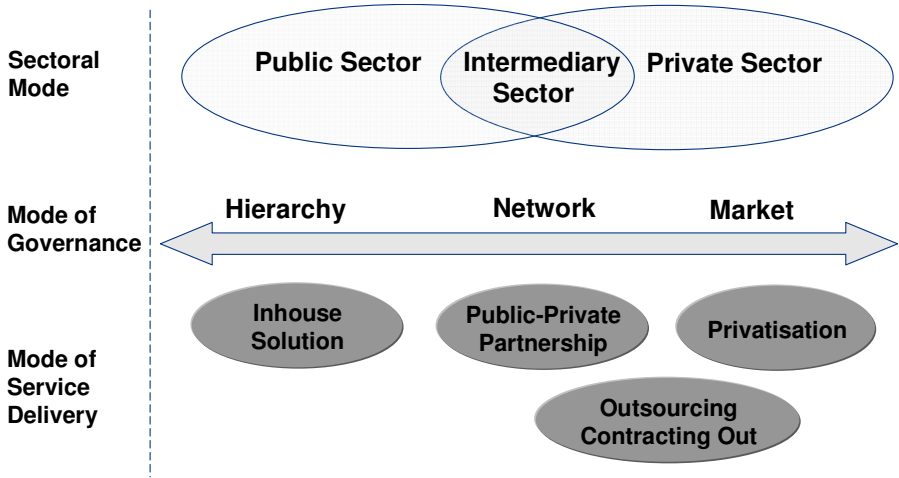 Sectoral
Mode
Public Sector
Intermediary
Sector
Private Sector
Mode of
Governance
Hierarchy
Network
Market
Mode of
Service
Delivery
Inhouse
Solution
Public-Private
Partnership
Privatisation
Outsourcing
Contracting Out